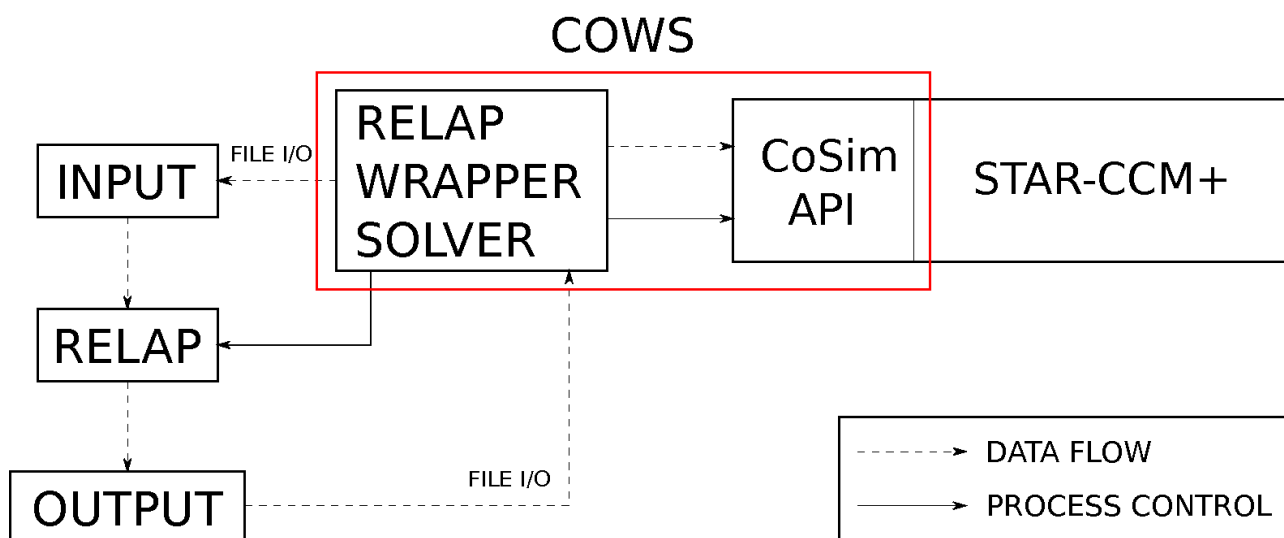 COWS
RELAP
WRAPPER
SOLVER
CoSim
API
STAR-CCM+
FILE I/O
INPUT
RELAP
OUTPUT
FILE I/O
DATA FLOW
PROCESS CONTROL